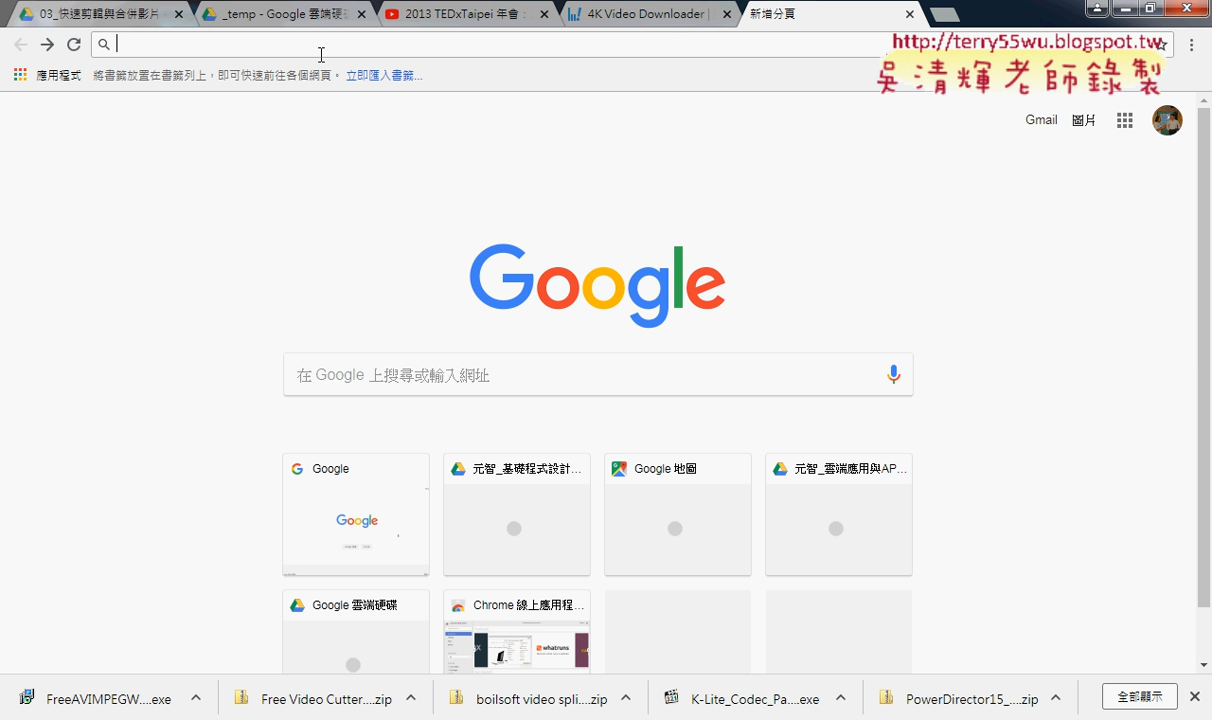 03_快速剪輯與合併影片
_temp - Google 雲端硬碟
2013 TEDxTaipei 年會：
4K Video Downloader |
新增分頁
http://terry55wu.blogspot.tw
吳清輝老師錄製
應用程式
將書籤放置在書籤列上，即可快速前往各個網頁。
立即匯入書籤...
Gmail
圖片
Google
在 Google 上搜尋或輸入網址
Google
元智_基礎程式設計...
Google 地圖
元智_雲端應用與AP...
Google
Google 雲端硬碟
Chrome 線上應用程...
whatruns
FreeAVIMPEGW....exe
Free Video Cutter....zip
boilsoft video spli....zip
K-Lite_Codec_Pa....exe
PowerDirector15_....zip
全部顯示